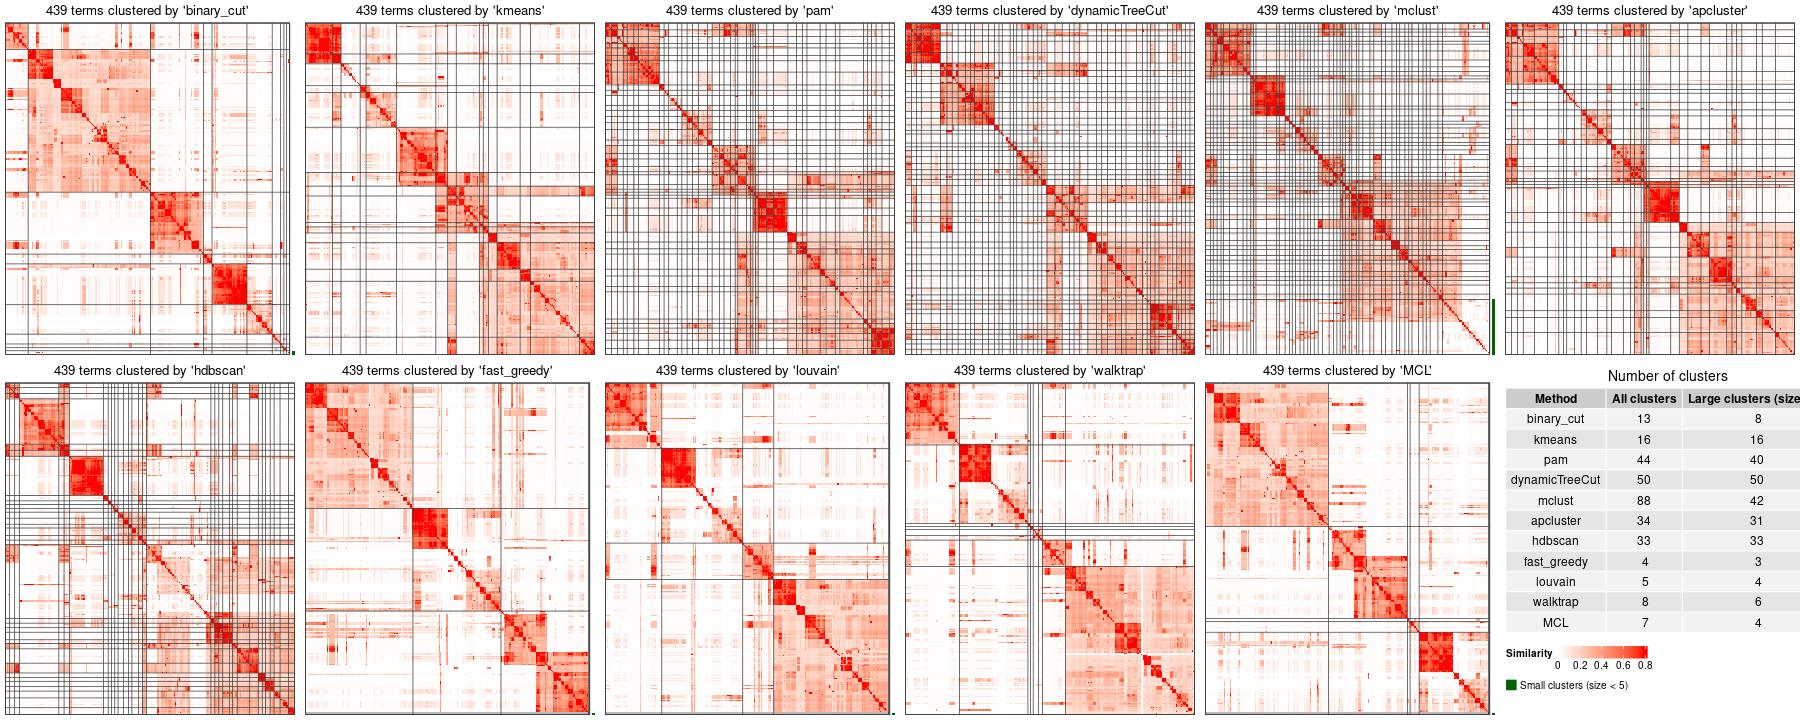 439 terms clustered by 'binary_cut'
439 terms clustered by 'kmeans'
439 terms clustered by 'pam'
439 terms clustered by 'dynamicTreeCut'
439 terms clustered by 'mclust'
439 terms clustered by 'apcluster'
439 terms clustered by 'hdbscan'
439 terms clustered by 'fast_greedy'
439 terms clustered by 'louvain'
439 terms clustered by 'walktrap'
439 terms clustered by 'MCL'
Number of clusters
Method All clusters Large clusters (size
binary_cut 13 8
kmeans 16 16
pam 44 40
dynamicTreeCut 50 50
mclust 88 42
apcluster 34 31
hdbscan 33 33
fast_greedy 4 3
louvain 5 4
walktrap 8 6
MCL 7 4
Similarity
0 0.2 0.4 0.6 0.8
Small clusters (size < 5)